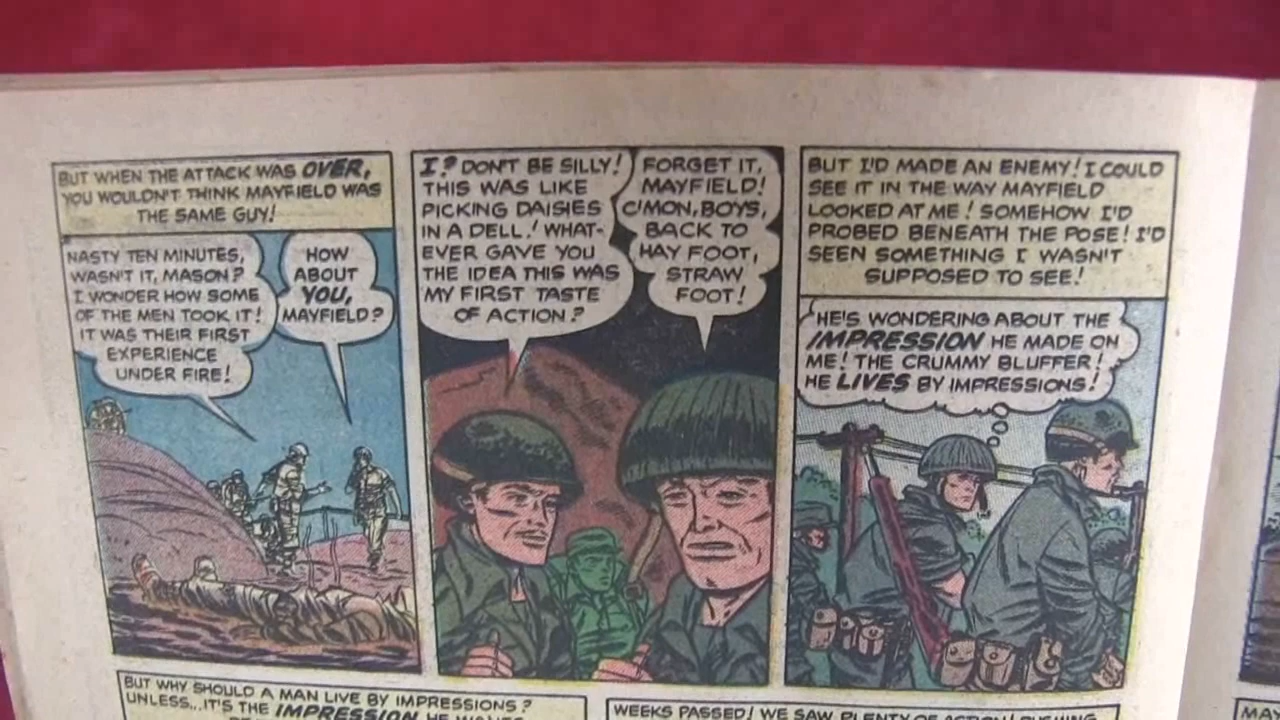 BUT WHEN THE ATTACK WAS OVER,
YOU WOULDN'T THINK MAYFIELD WAS
THE SAME GUY!
NASTY TEN MINUTES,
WASN'T IT, MASON?
I WONDER HOW SOME
OF THE MEN TOOK IT!
IT WAS THEIR FIRST
EXPERIENCE
UNDER FIRE!
HOW
ABOUT
YOU,
MAYFIELD?
I? DON'T BE SILLY!
THIS WAS LIKE
PICKING DAISIES
IN A DELL! WHAT-
EVER GAVE YOU
THE IDEA THIS WAS
MY FIRST TASTE
OF ACTION?
FORGET IT,
MAYFIELD!
C'MON, BOYS,
BACK TO
HAY FOOT,
STRAW
FOOT!
BUT I'D MADE AN ENEMY! I COULD
SEE IT IN THE WAY MAYFIELD
LOOKED AT ME! SOMEHOW I'D
PROBED BENEATH THE POSE! I'D
SEEN SOMETHING I WASN'T
SUPPOSED TO SEE!
HE'S WONDERING ABOUT THE
IMPRESSION HE MADE ON
ME! THE CRUMMY BLUFFER!
HE LIVES BY IMPRESSIONS!
BUT WHY SHOULD A MAN LIVE BY IMPRESSIONS?
UNLESS...IT'S THE IMPRESSION HE
WEEKS PASSED! WE SAW PLENTY OF ACTION!